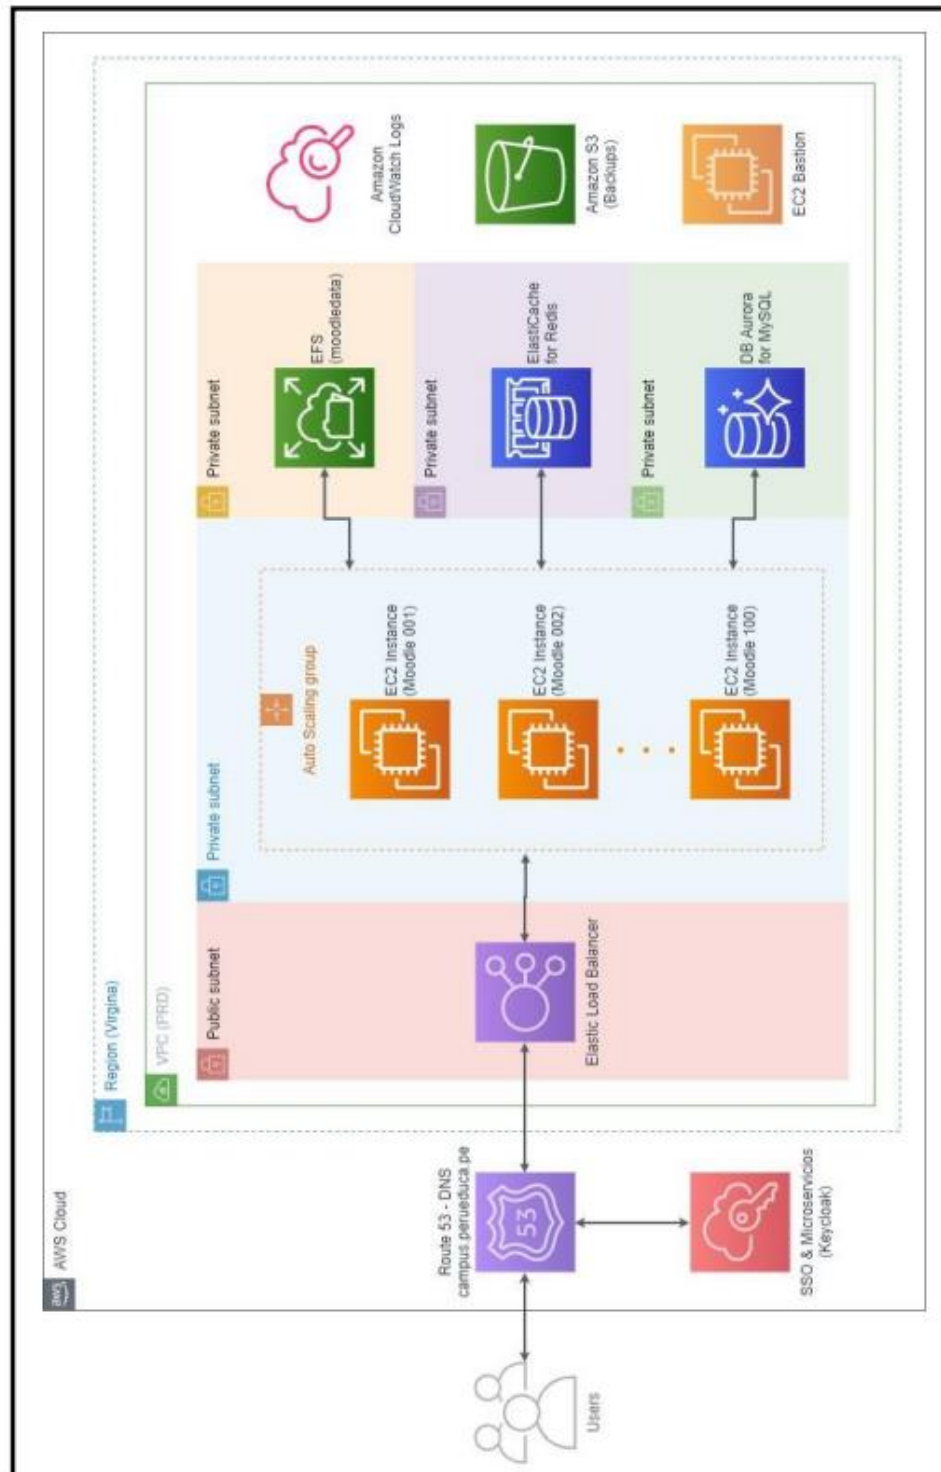 aws
AWS Cloud
Region (Virginia)
VPC (PRD)
Users
Route 53 - DNS
campus.perueduca.pe
53
SSO & Microservicios
(Keycloak)
Public subnet
Elastic Load Balancer
Private subnet
Auto Scaling group
EC2 Instance
(Moodle 001)
EC2 Instance
(Moodle 002)
EC2 Instance
(Moodle 100)
Private subnet
EFS
(moodledata)
Private subnet
ElastiCache
for Redis
Private subnet
DB Aurora
for MySQL
Amazon
CloudWatch Logs
Amazon S3
(Backups)
EC2 Bastion